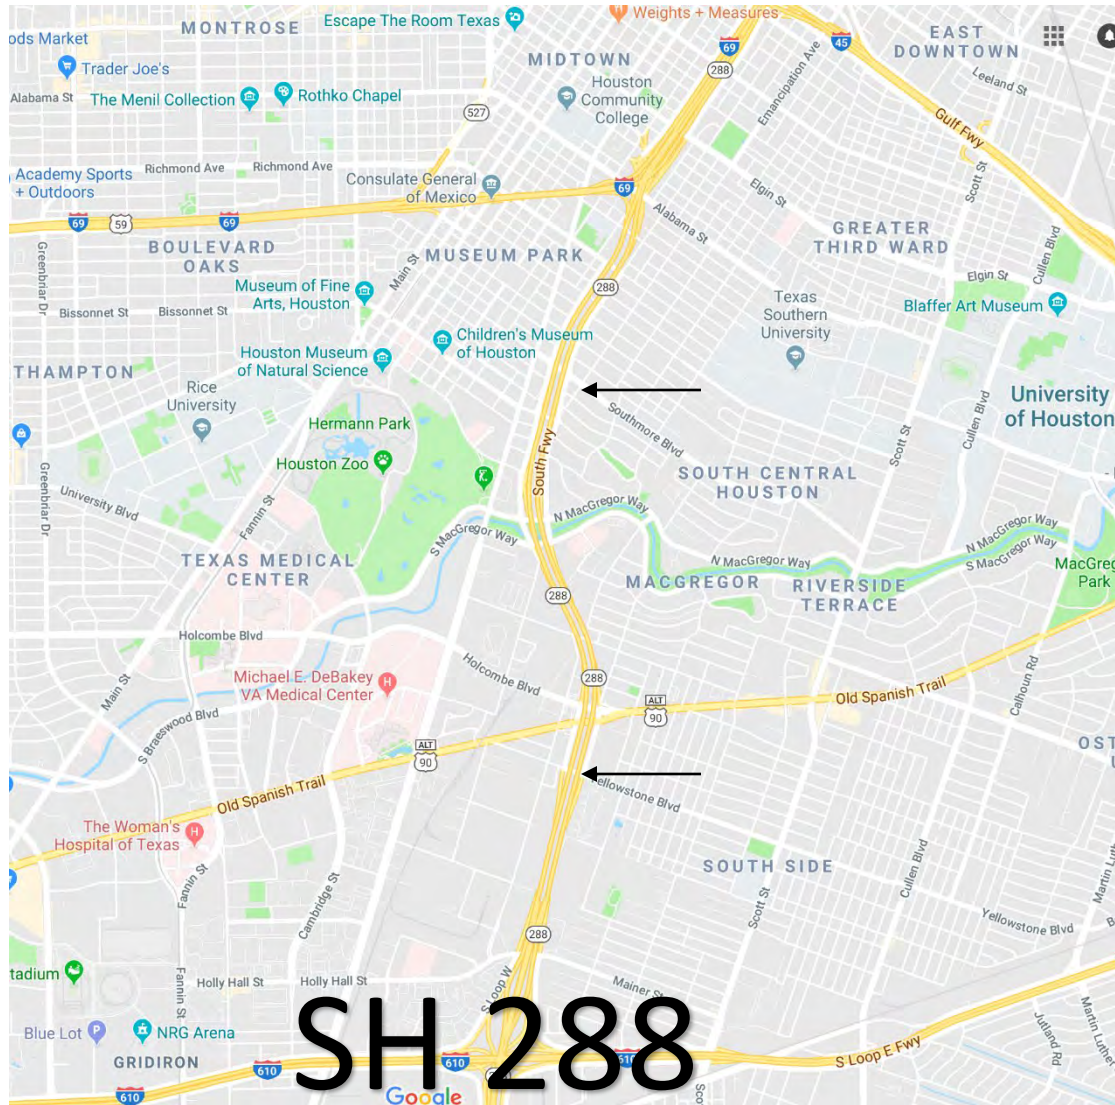 Escape The Room Texas
Weights + Measures
MONTROSE
ods Market
69
45
EAST
DOWNTOWN
MIDTOWN
Trader Joe's
288
Leeland St
Houston
Community
College
Emancipation Ave
Alabama St
The Menil Collection
Rothko Chapel
527
Gulf Fwy
Scott St
Richmond Ave
Richmond Ave
Academy Sports
+ Outdoors
Consulate General
of Mexico
69
Elgin St
Alabama St
69
59
69
GREATER
THIRD WARD
Cullen Blvd
BOULEVARD
OAKS
MUSEUM PARK
Main St
Greenbriar Dr
Elgin St
288
Museum of Fine
Arts, Houston
Texas
Southern
University
Blaffer Art Museum
Bissonnet St
Bissonnet St
Children's Museum
of Houston
Houston Museum
of Natural Science
THAMPTON
Rice
University
University
of Houston
Southmore Blvd
Cullen Blvd
Hermann Park
Scott St
South Fwy
Houston Zoo
SOUTH CENTRAL
HOUSTON
Greenbriar Dr
University Blvd
Fannin St
N MacGregor Way
S MacGregor Way
N MacGregor Way
S MacGregor Way
N MacGregor Way
TEXAS MEDICAL
CENTER
MACGREGOR
RIVERSIDE
TERRACE
MacGreg
Park
288
Holcombe Blvd
Holcombe Blvd
Michael E. DeBakey
VA Medical Center
288
Calhoun Rd
Main St
Old Spanish Trail
ALT
90
S Braeswood Blvd
ALT
90
OST
U
Old Spanish Trail
Yellowstone Blvd
The Woman's
Hospital of Texas
Fannin St
SOUTH SIDE
Cullen Blvd
Martin Luth
Cambridge St
Scott St
Yellowstone Blvd
B
288
tadium
Fannin St
Holly Hall St
Holly Hall St
S Loop W
Mainer St
Blue Lot
P
NRG Arena
Jutland Rd
Martin Luther
GRIDIRON
610
610
610
S Loop E Fwy
SH 288
610
Google
Sco